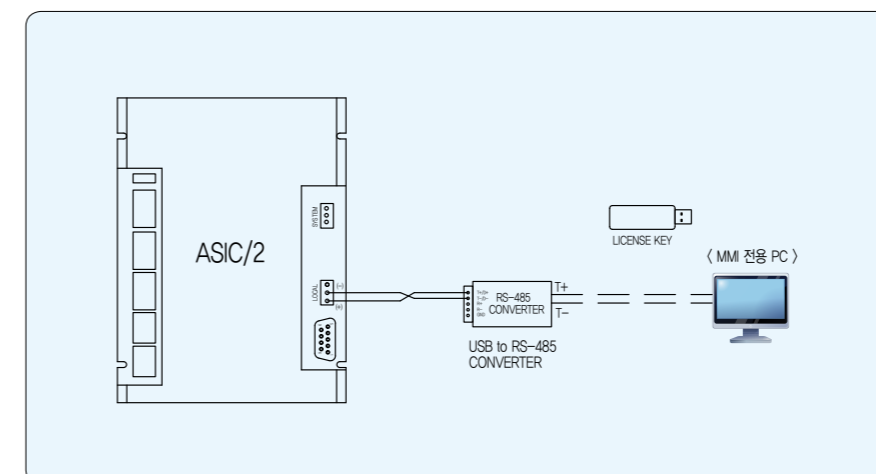 ASIC/2
SYSTEM
LOCAL
(-)
(+)
LICENSE KEY
〈 MMI 전용 PC 〉
RS-485
CONVERTER
T+
T-
USB to RS-485
CONVERTER